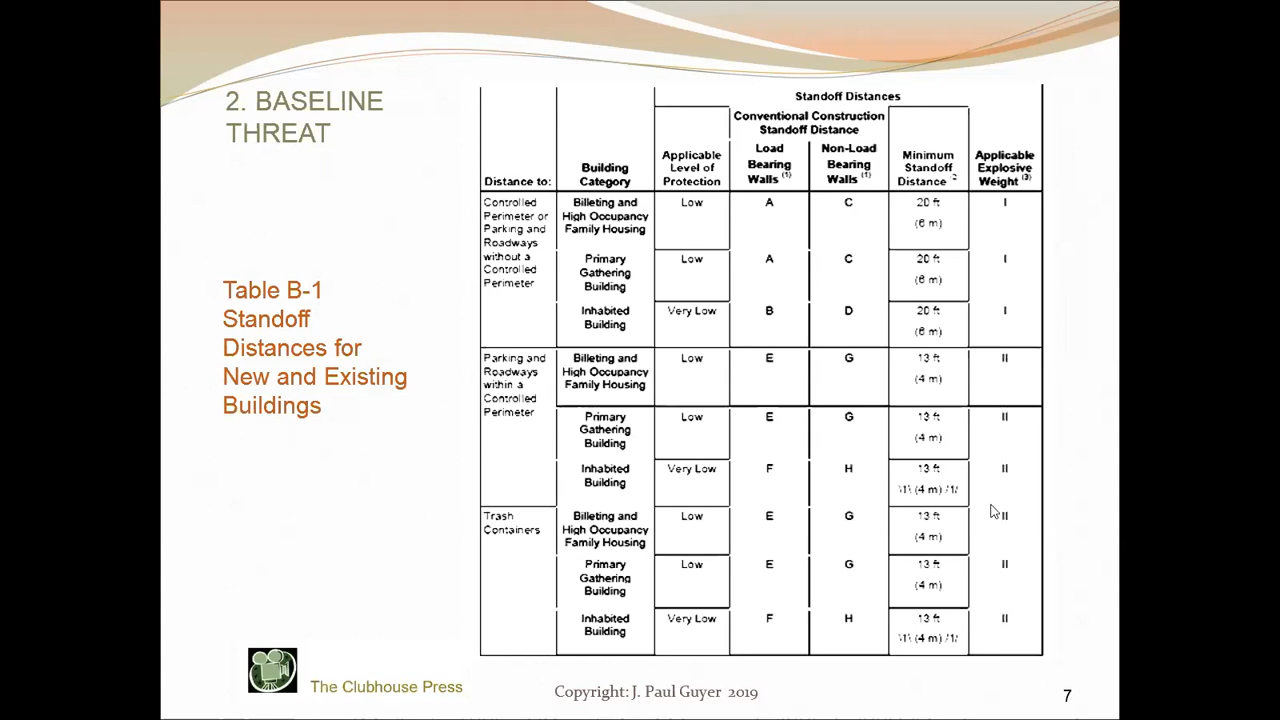 2. BASELINE
THREAT
Table B-1
Standoff
Distances for
New and Existing
Buildings
Standoff Distances
Conventional Construction
Standoff Distance
Distance to:
Building
Category
Applicable
Level of
Protection
Load
Bearing
Walls (1)
Non-Load
Bearing
Walls (1)
Minimum
Standoff
Distance
Applicable
Explosive
Weight (3)
Controlled
Perimeter or
Parking and
Roadways
without a
Controlled
Perimeter
Billeting and
High Occupancy
Family Housing
Low
A
C
20 ft
(6 m)
I
Primary
Gathering
Building
Low
A
C
20 ft
(6 m)
I
Inhabited
Building
Very Low
B
D
20 ft
(6 m)
I
Parking and
Roadways
within a
Controlled
Perimeter
Billeting and
High Occupancy
Family Housing
Low
E
G
13 ft
(4 m)
II
Primary
Gathering
Building
Low
E
G
13 ft
(4 m)
II
Inhabited
Building
Very Low
F
H
13 ft
\1\ (4 m) /1/
II
Trash
Containers
Billeting and
High Occupancy
Family Housing
Low
E
G
13 ft
(4 m)
II
Primary
Gathering
Building
Low
E
G
13 ft
(4 m)
II
Inhabited
Building
Very Low
F
H
13 ft
\1\ (4 m) /1/
II
The Clubhouse Press
Copyright: J. Paul Guyer 2019
7